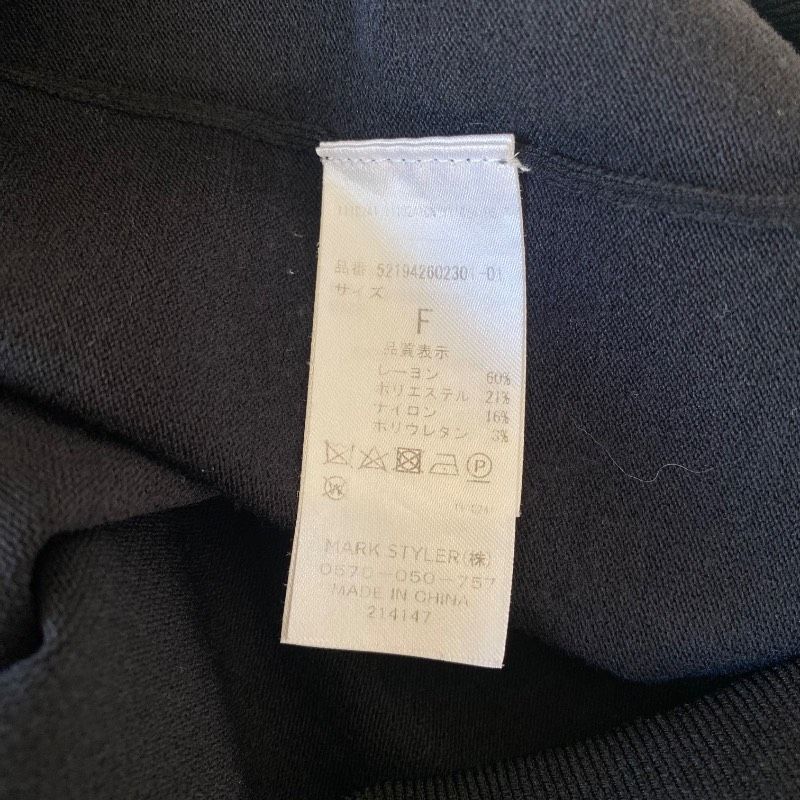 品番 521942602301-01
サイズ
F
品質表示
レーヨン 60%
ポリエステル 21%
ナイロン 16%
ポリウレタン 3%
P
W
MARK STYLER(株)
0570-050-757
MADE IN CHINA
214147